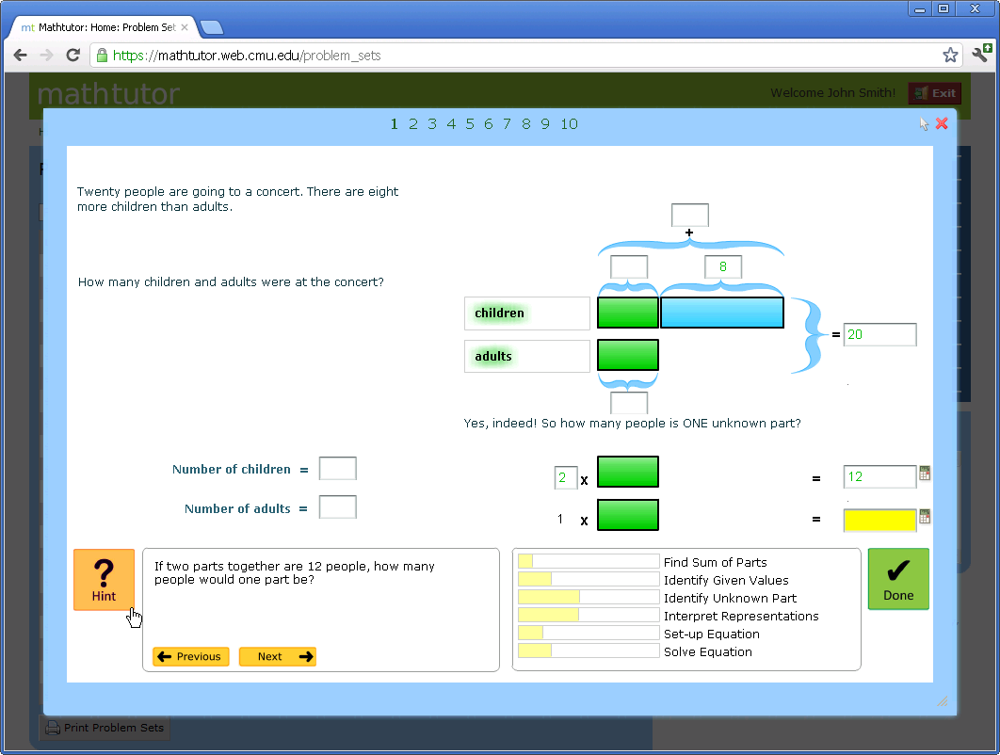 mt Mathtutor: Home: Problem Set
https://mathtutor.web.cmu.edu/problem_sets
mathtutor
Welcome John Smith!
Exit
1 2 3 4 5 6 7 8 9 10
Twenty people are going to a concert. There are eight
more children than adults.
+
How many children and adults were at the concert?
8
children
= 20
adults
Yes, indeed! So how many people is ONE unknown part?
Number of children =
2 x = 12
Number of adults =
1 x =
?
Hint
If two parts together are 12 people, how many
people would one part be?
Previous
Next
Find Sum of Parts
Identify Given Values
Identify Unknown Part
Interpret Representations
Set-up Equation
Solve Equation
Done
Print Problem Sets